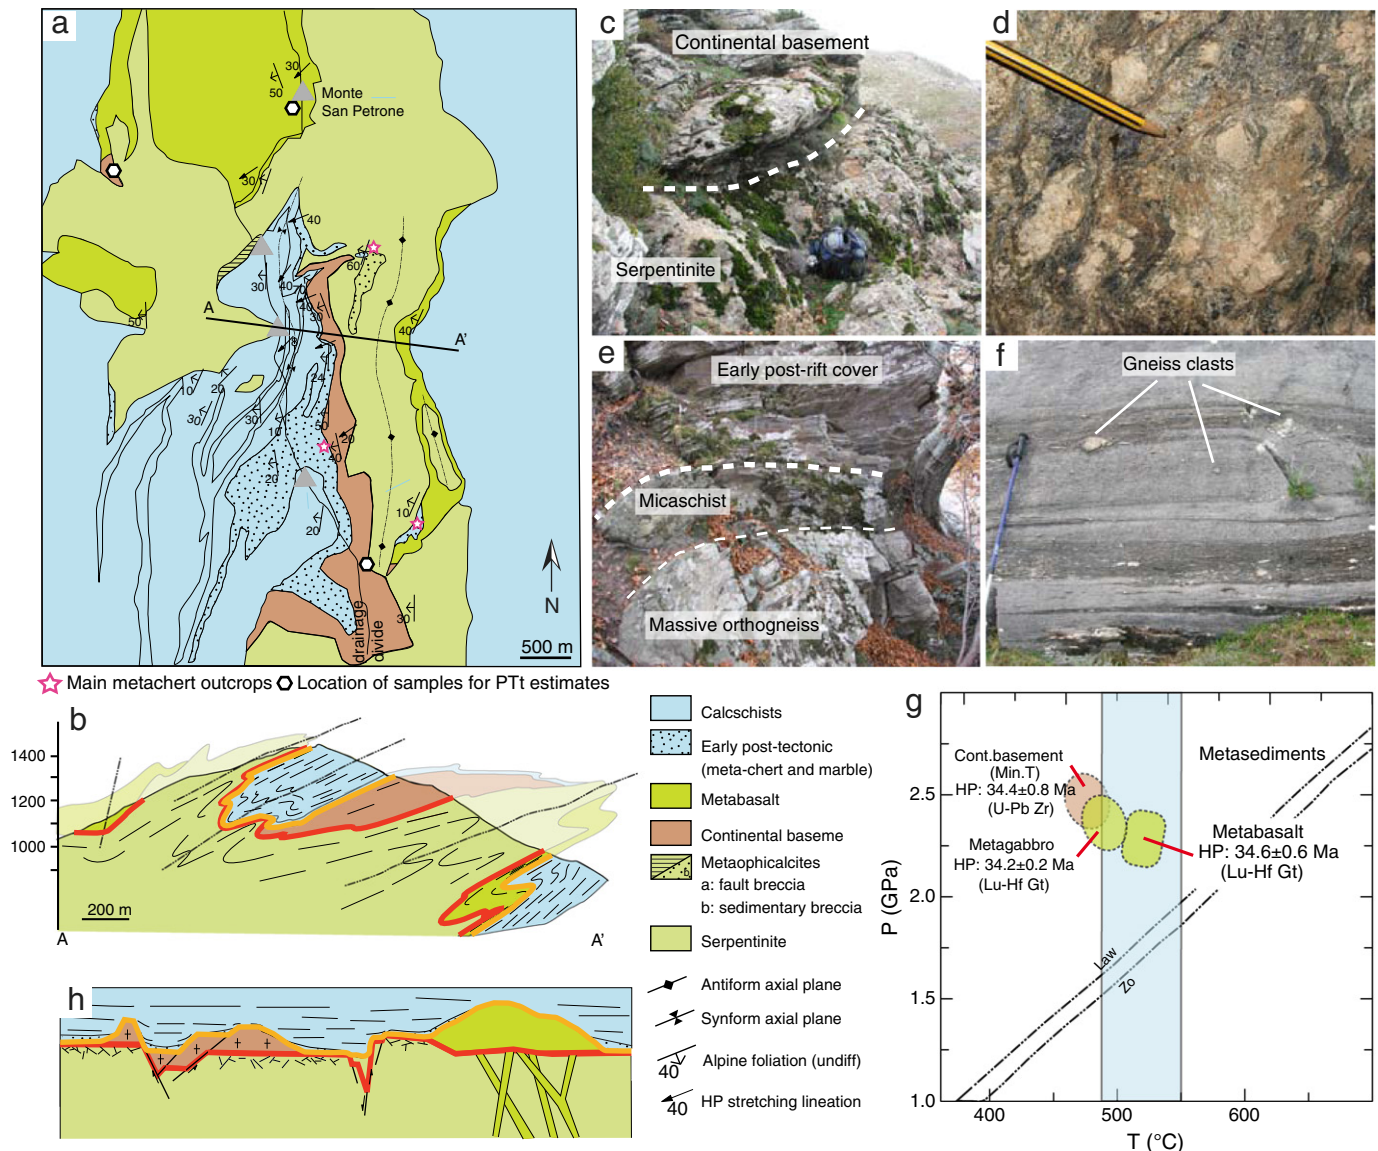 a
30
50
Monte
San Petrone
30
40
60
30
40
70
40
30
A
A'
50
40
8
24
10
20
30
30
10
50
20
40
20
10
20
30
N
drainage
divide
500 m
c
Continental basement
Serpentinite
d
e
Early post-rift cover
Micaschist
Massive orthogneiss
f
Gneiss clasts
Main metachert outcrops
Location of samples for PTt estimates
b
1400
1200
1000
200 m
A
A'
Calcschists
Early post-tectonic
(meta-chert and marble)
Metabasalt
Continental baseme
Metaophicalcites
a: fault breccia
b: sedimentary breccia
b
Serpentinite
Antiform axial plane
Synform axial plane
40
Alpine foliation (undiff)
40
HP stretching lineation
g
Cont.basement
(Min.T)
HP: 34.4±0.8 Ma
(U-Pb Zr)
Metagabbro
HP: 34.2±0.2 Ma
(Lu-Hf Gt)
Metasediments
Metabasalt
HP: 34.6±0.6 Ma
(Lu-Hf Gt)
Law
Zo
P (GPa)
2.5
2.0
1.5
1.0
400
500
600
T (°C)
h